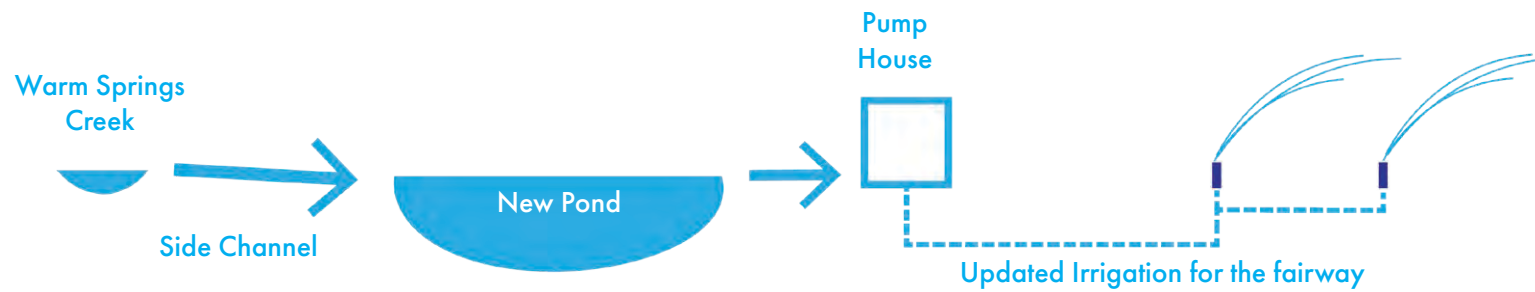 Warm Springs
Creek
Side Channel
New Pond
Pump
House
Updated Irrigation for the fairway